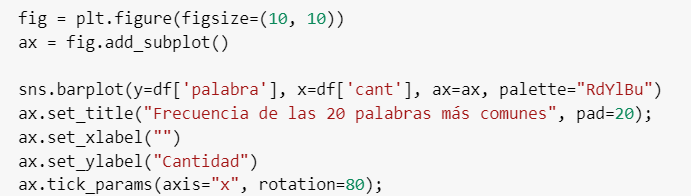 fig = plt.figure(figsize=(10, 10))
ax = fig.add_subplot()
sns.barplot(y=df['palabra'], x=df['cant'], ax=ax, palette="RdYlBu")
ax.set_title("Frecuencia de las 20 palabras más comunes", pad=20);
ax.set_xlabel("")
ax.set_ylabel("Cantidad")
ax.tick_params(axis="x", rotation=80);